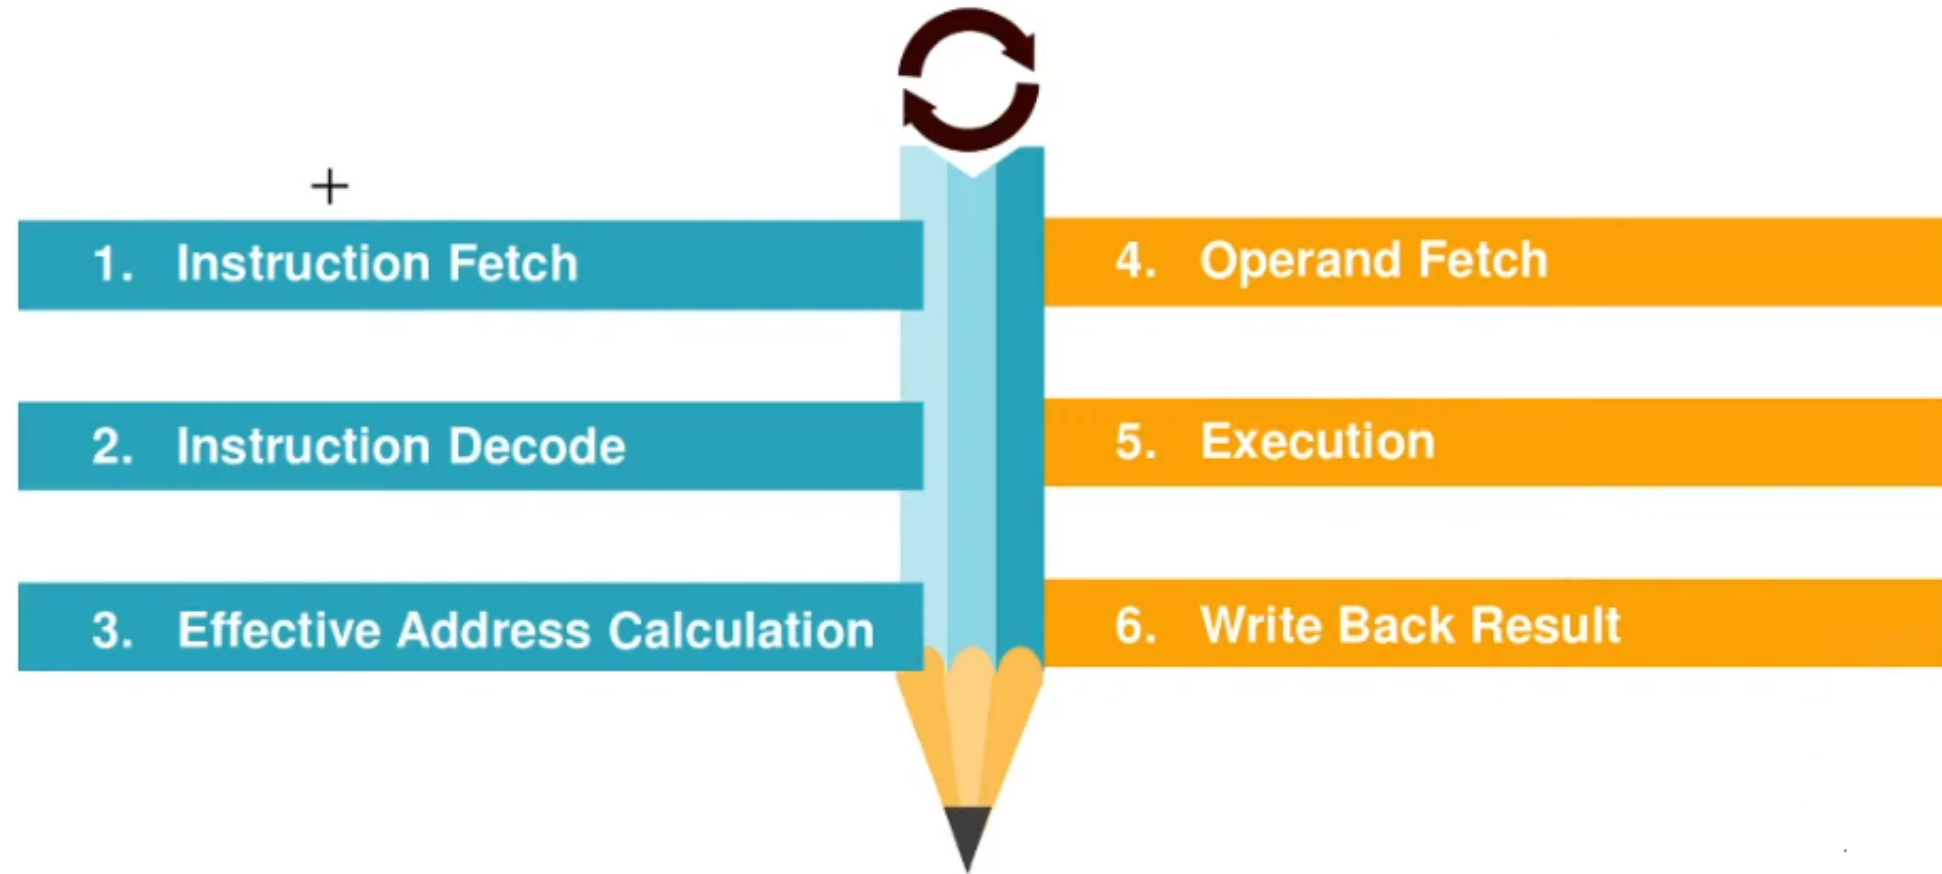 1. Instruction Fetch
2. Instruction Decode
3. Effective Address Calculation
4. Operand Fetch
5. Execution
6. Write Back Result